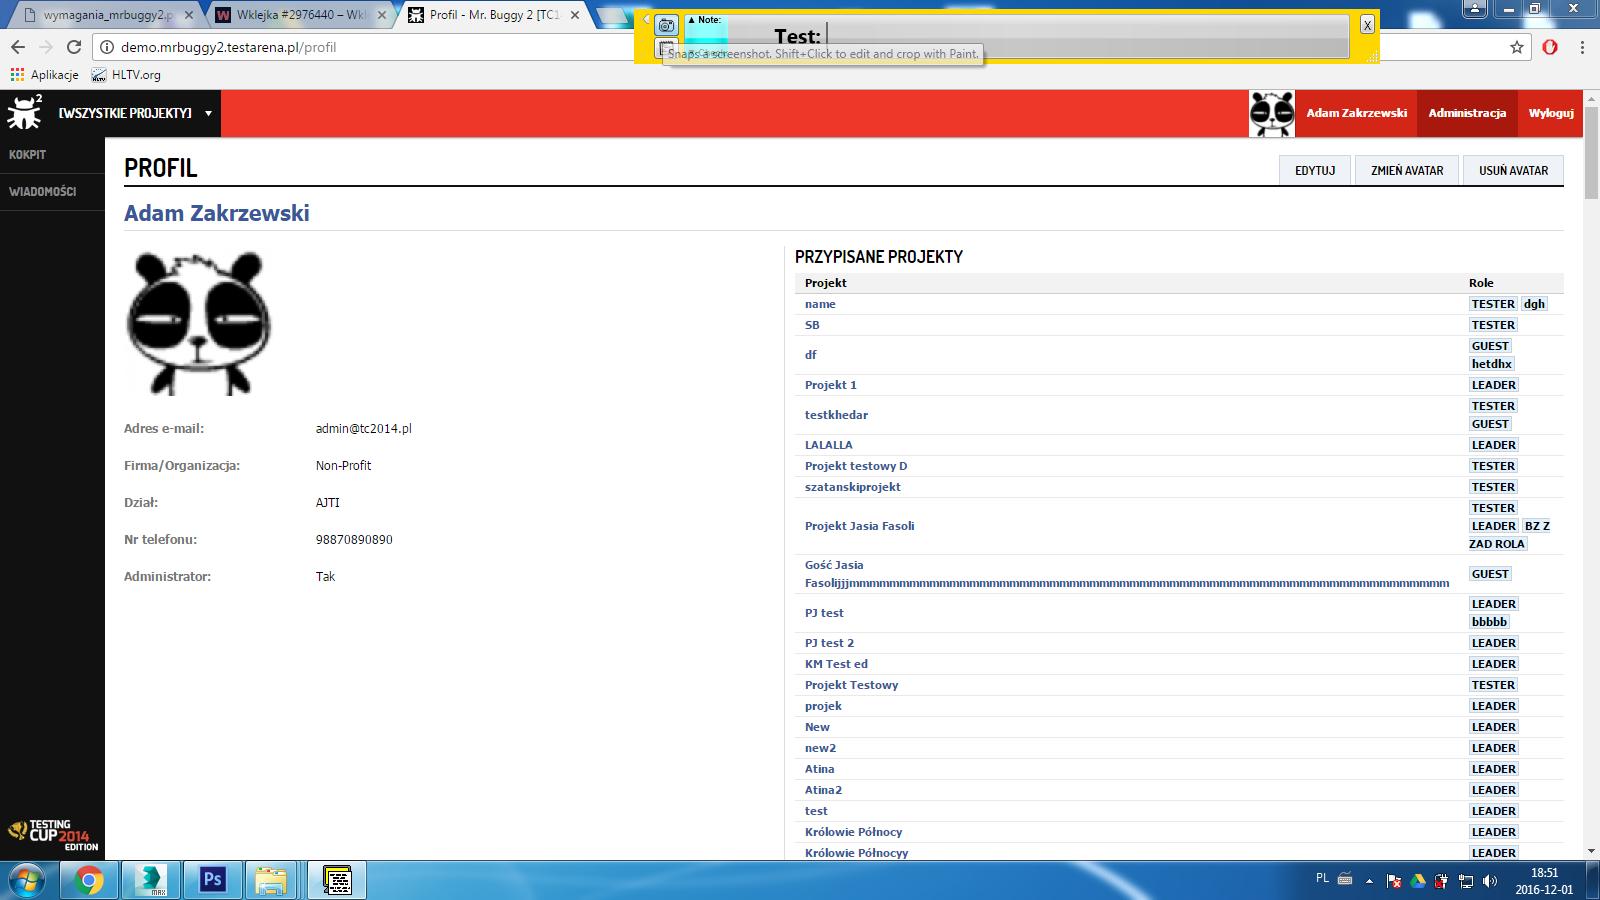 wymagania_mrbuggy2.p
Wklejka #2976440 – Wkl
Profil - Mr. Buggy 2 [TC1
▲ Note:
Test:
X
Snaps a screenshot. Shift+Click to edit and crop with Paint.
demo.mrbuggy2.testarena.pl/profil
Aplikacje
HLTV.org
2
[WSZYSTKIE PROJEKTY]
Adam Zakrzewski
Administracja
Wyloguj
KOKPIT
WIADOMOŚCI
PROFIL
EDYTUJ
ZMIEŃ AVATAR
USUŃ AVATAR
Adam Zakrzewski
Adres e-mail: admin@tc2014.pl
Firma/Organizacja: Non-Profit
Dział: AJTI
Nr telefonu: 98870890890
Administrator: Tak
PRZYPISANE PROJEKTY
Projekt Role
name TESTER dgh
SB TESTER
df GUEST
hetdhx
Projekt 1 LEADER
testkhedar TESTER
GUEST
LALALLA LEADER
Projekt testowy D TESTER
szatanskiprojekt TESTER
Projekt Jasia Fasoli TESTER
LEADER BZ Z
ZAD ROLA
Gość Jasia
Fasolijjjmmmmmmmmmmmmmmmmmmmmmmmmmmmmmmmmmmmmmmmmmmmmmmmmmmmmmmmmmmmm GUEST
PJ test LEADER
bbbbb
PJ test 2 LEADER
KM Test ed LEADER
Projekt Testowy TESTER
projek LEADER
New LEADER
new2 LEADER
Atina LEADER
Atina2 LEADER
test LEADER
Królowie Północy LEADER
Królowie Północyy LEADER
TESTING
CUP 2014
EDITION
MAX
Ps
PL
18:51
2016-12-01